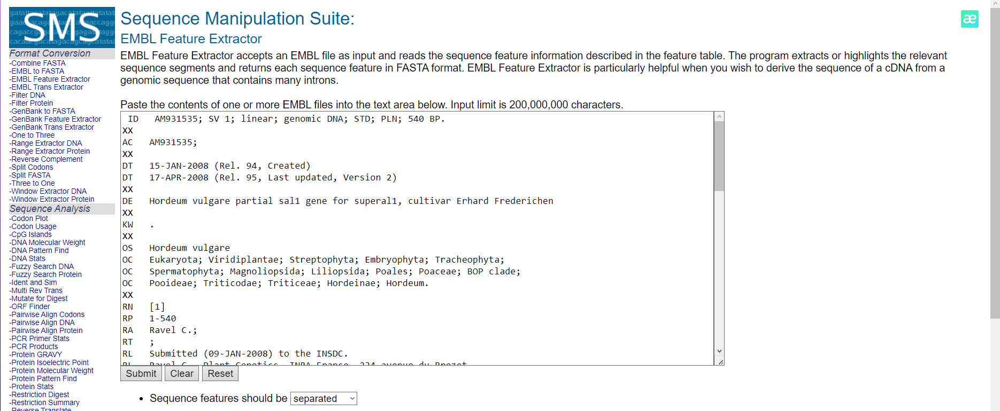 SMS
Sequence Manipulation Suite:
EMBL Feature Extractor
æ
Format Conversion
-Combine FASTA
-EMBL to FASTA
-EMBL Feature Extractor
-EMBL Trans Extractor
-Filter DNA
-Filter Protein
-GenBank to FASTA
-GenBank Feature Extractor
-GenBank Trans Extractor
-One to Three
-Range Extractor DNA
-Range Extractor Protein
-Reverse Complement
-Split Codons
-Split FASTA
-Three to One
-Window Extractor DNA
-Window Extractor Protein
Sequence Analysis
-Codon Plot
-Codon Usage
-CpG Islands
-DNA Molecular Weight
-DNA Pattern Find
-DNA Stats
-Fuzzy Search DNA
-Fuzzy Search Protein
-Ident and Sim
-Multi Rev Trans
-Mutate for Digest
-ORF Finder
-Pairwise Align Codons
-Pairwise Align DNA
-Pairwise Align Protein
-PCR Primer Stats
-PCR Products
-Protein GRAVY
-Protein Isoelectric Point
-Protein Molecular Weight
-Protein Pattern Find
-Protein Stats
-Restriction Digest
-Restriction Summary
-Reverse Translate
EMBL Feature Extractor accepts an EMBL file as input and reads the sequence feature information described in the feature table. The program extracts or highlights the relevant
sequence segments and returns each sequence feature in FASTA format. EMBL Feature Extractor is particularly helpful when you wish to derive the sequence of a cDNA from a
genomic sequence that contains many introns.
Paste the contents of one or more EMBL files into the text area below. Input limit is 200,000,000 characters.
ID   AM931535; SV 1; linear; genomic DNA; STD; PLN; 540 BP.
XX
AC   AM931535;
XX
DT   15-JAN-2008 (Rel. 94, Created)
DT   17-APR-2008 (Rel. 95, Last updated, Version 2)
XX
DE   Hordeum vulgare partial sal1 gene for superal1, cultivar Erhard Frederichen
XX
KW   .
XX
OS   Hordeum vulgare
OC   Eukaryota; Viridiplantae; Streptophyta; Embryophyta; Tracheophyta;
OC   Spermatophyta; Magnoliopsida; Liliopsida; Poales; Poaceae; BOP clade;
OC   Pooideae; Triticodae; Triticeae; Hordeinae; Hordeum.
XX
RN   [1]
RP   1-540
RA   Ravel C.;
RT   ;
RL   Submitted (09-JAN-2008) to the INSDC.
RL   Ravel C., Plant Genetics, INRA France, 234 avenue du Brezet
Submit Clear Reset
• Sequence features should be separated